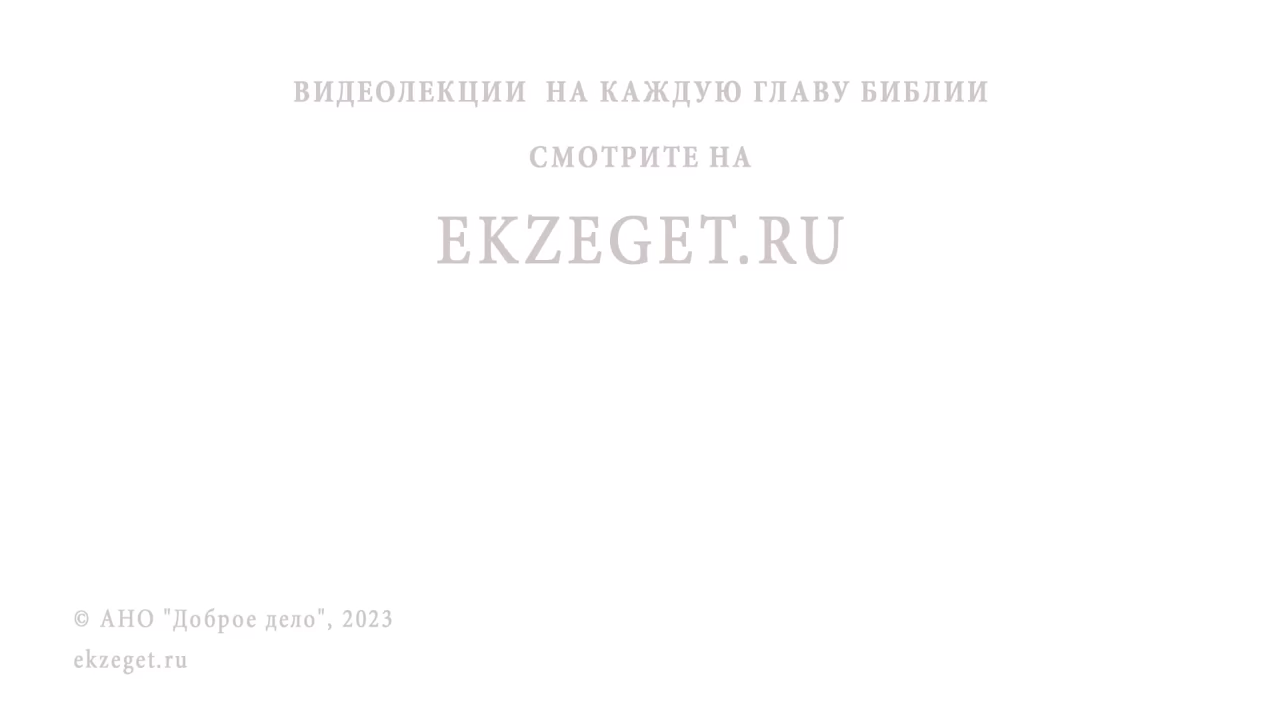 ВИДЕОЛЕКЦИИ НА КАЖДУЮ ГЛАВУ БИБЛИИ
СМОТРИТЕ НА
EKZEGET.RU
© АНО "Доброе дело", 2023
ekzeget.ru